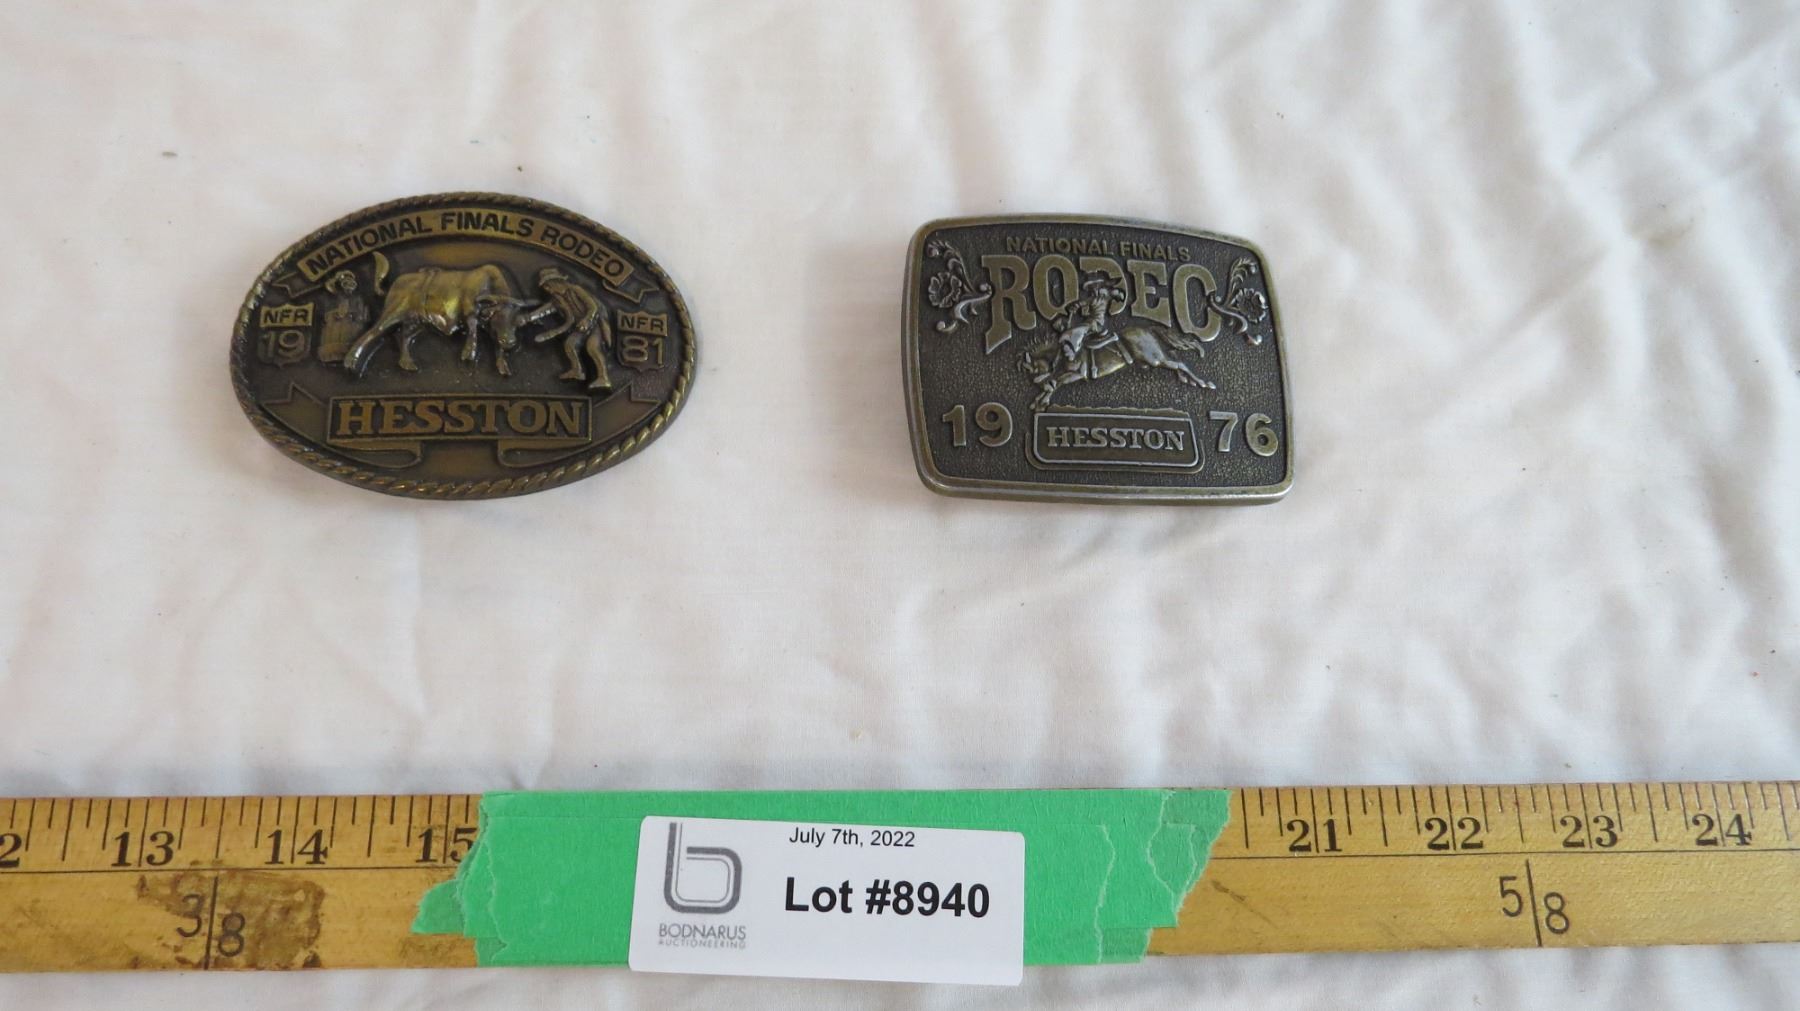 NATIONAL FINALS RODEO
NFR
19
NFR
81
HESSTON
NATIONAL FINALS
RODEO
19
76
HESSTON
2 13 14 15 21 22 23 24
3/8
5/8
July 7th, 2022
Lot #8940
BODNARUS
AUCTIONEERING